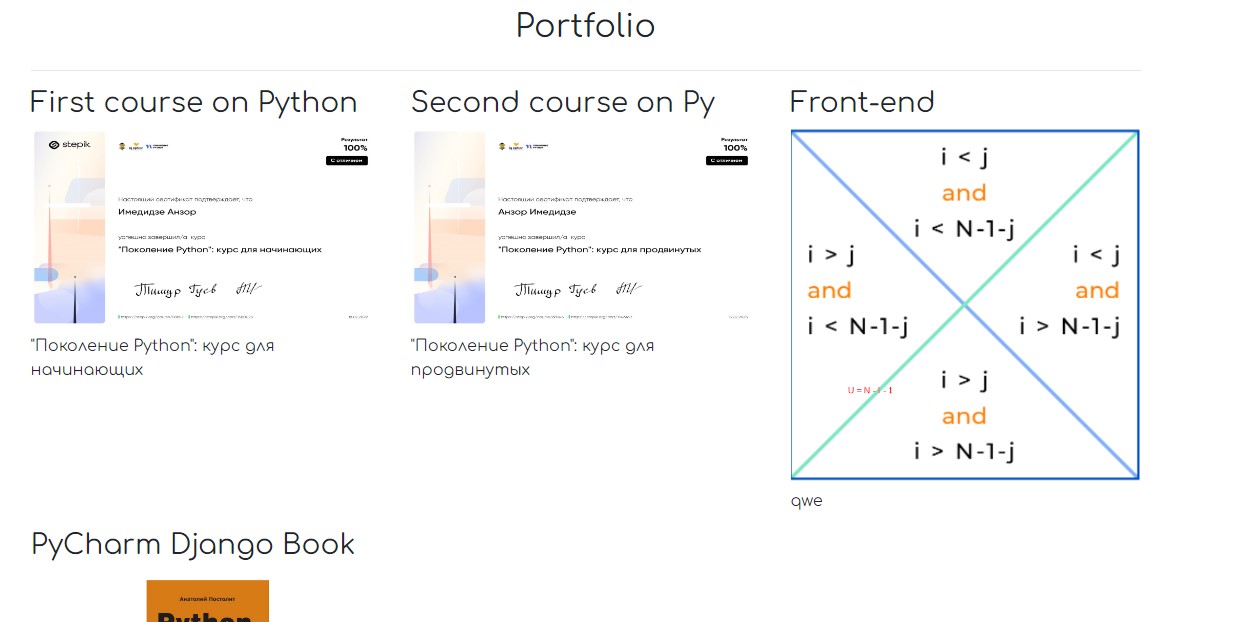 Portfolio
First course on Python
Second course on Py
Front-end
stepik
Результат
100%
С отличием
Настоящий сертификат подтверждает, что
Имедидзе Анзор
успешно завершил/а курс
"Поколение Python": курс для начинающих
"Поколение Python": курс для
начинающих
Результат
100%
С отличием
Настоящий сертификат подтверждает, что
Анзор Имедидзе
успешно завершил/а курс
"Поколение Python": курс для продвинутых
"Поколение Python": курс для
продвинутых
i < j
and
i < N-1-j
i > j
and
i < N-1-j
i < j
and
i > N-1-j
i > j
and
i > N-1-j
qwe
PyCharm Django Book
Анатолий Постолит
Python